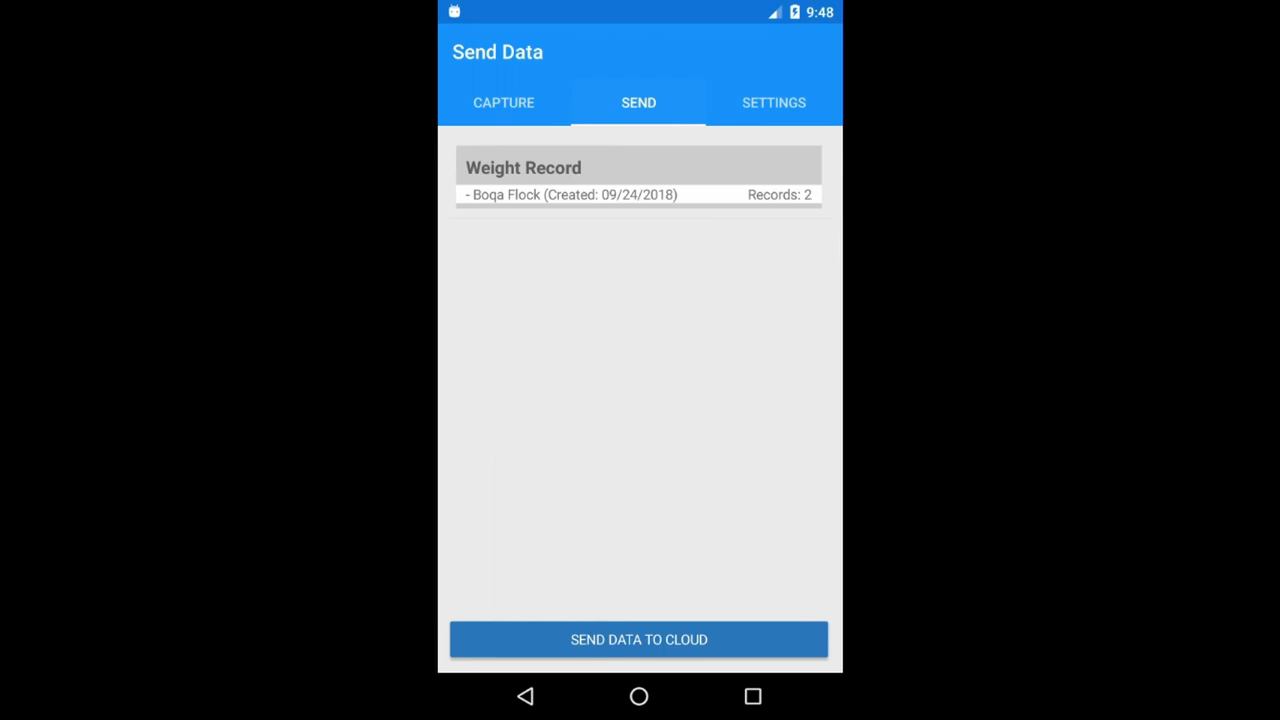 9:48
Send Data
CAPTURE SEND SETTINGS
Weight Record
- Boqa Flock (Created: 09/24/2018) Records: 2
SEND DATA TO CLOUD